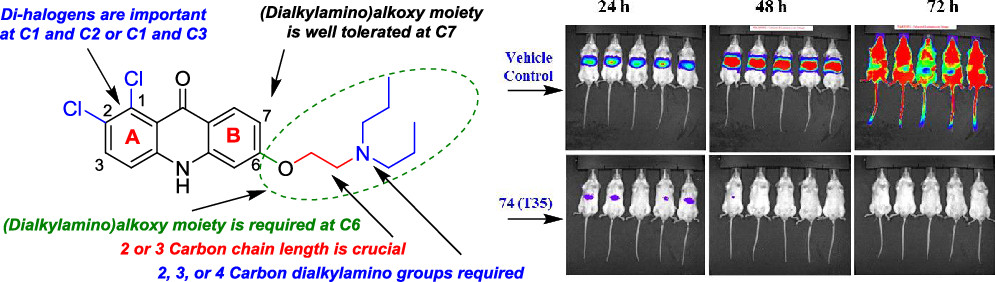 Di-halogens are important
at C1 and C2 or C1 and C3
(Dialkylamino)alkoxy moiety
is well tolerated at C7
Cl
Cl
O
1
2
3
A
B
7
6
N
H
O
N
(Dialkylamino)alkoxy moiety is required at C6
2 or 3 Carbon chain length is crucial
2, 3, or 4 Carbon dialkylamino groups required
24 h
48 h
72 h
Vehicle
Control
74 (T35)